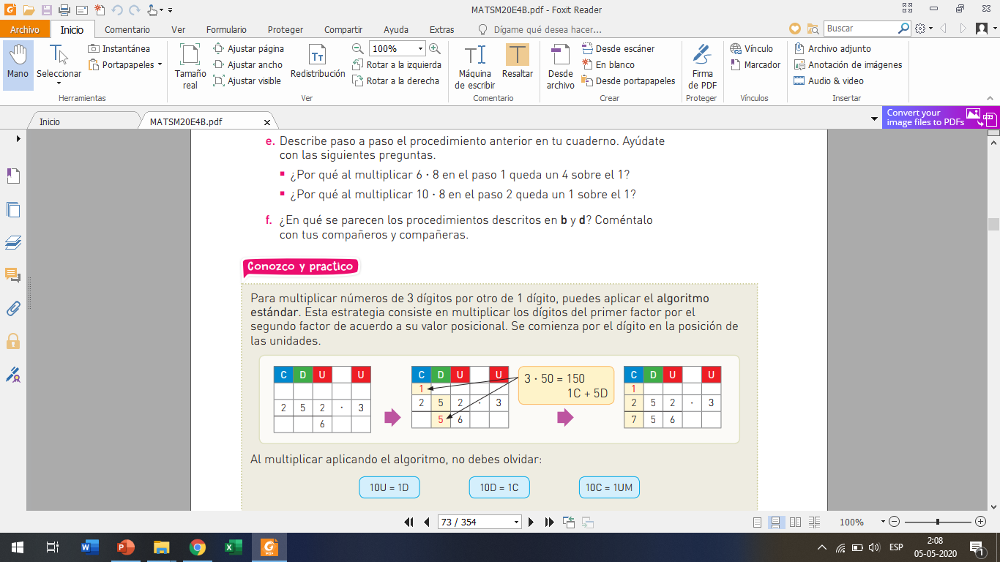 MATSM20E4B.pdf - Foxit Reader
Archivo Inicio Comentario Ver Formulario Proteger Compartir Ayuda Extras Dígame qué desea hacer... Buscar
Mano
Seleccionar
Instantánea
Portapapeles
Herramientas
Tamaño real
Ajustar página
Ajustar ancho
Ajustar visible
Redistribución
100%
Rotar a la izquierda
Rotar a la derecha
Ver
Máquina de escribir
Resaltar
Comentario
Desde archivo
Desde escáner
En blanco
Desde portapapeles
Crear
Firma de PDF
Proteger
Vínculo
Marcador
Vínculos
Archivo adjunto
Anotación de imágenes
Audio & video
Insertar
Inicio MATSM20E4B.pdf
Convert your
image files to PDFs
e. Describe paso a paso el procedimiento anterior en tu cuaderno. Ayúdate
con las siguientes preguntas.
▪ ¿Por qué al multiplicar 6 · 8 en el paso 1 queda un 4 sobre el 1?
▪ ¿Por qué al multiplicar 10 · 8 en el paso 2 queda un 1 sobre el 1?
f. ¿En qué se parecen los procedimientos descritos en b y d? Coméntalo
con tus compañeros y compañeras.
Conozco y practico
Para multiplicar números de 3 dígitos por otro de 1 dígito, puedes aplicar el algoritmo
estándar. Esta estrategia consiste en multiplicar los dígitos del primer factor por el
segundo factor de acuerdo a su valor posicional. Se comienza por el dígito en la posición de
las unidades.
C D U U
2 5 2 · 3
6
C D U U
1
2 5 2 · 3
5 6
3 · 50 = 150
1C + 5D
C D U U
1
2 5 2 · 3
7 5 6
Al multiplicar aplicando el algoritmo, no debes olvidar:
10U = 1D 10D = 1C 10C = 1UM
73 / 354 100%
ESP 2:08
05-05-2020 1